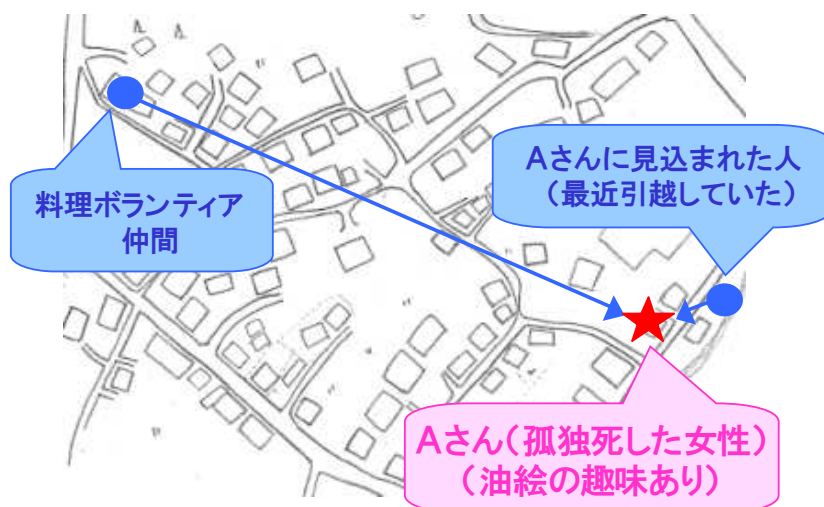 料理ボランティア
仲間
Aさんに見込まれた人
（最近引越していた）
Aさん（孤独死した女性）
（油絵の趣味あり）